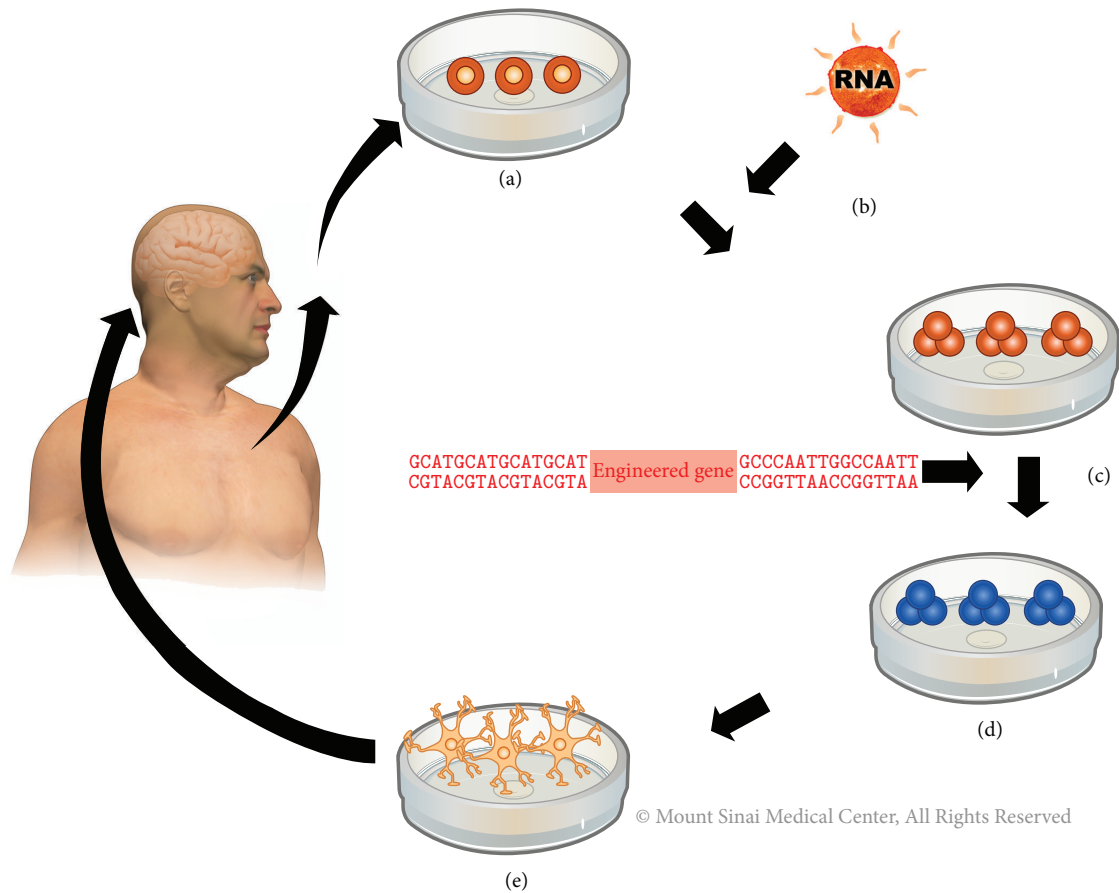 RNA
(a)
(b)
GCATGCATGCATGCAT Engineered gene GCCCAATTGGCCAATT
CGTACGTACGTACGTA CCGGTTAACCGGTTAA
(c)
(d)
© Mount Sinai Medical Center, All Rights Reserved
(e)